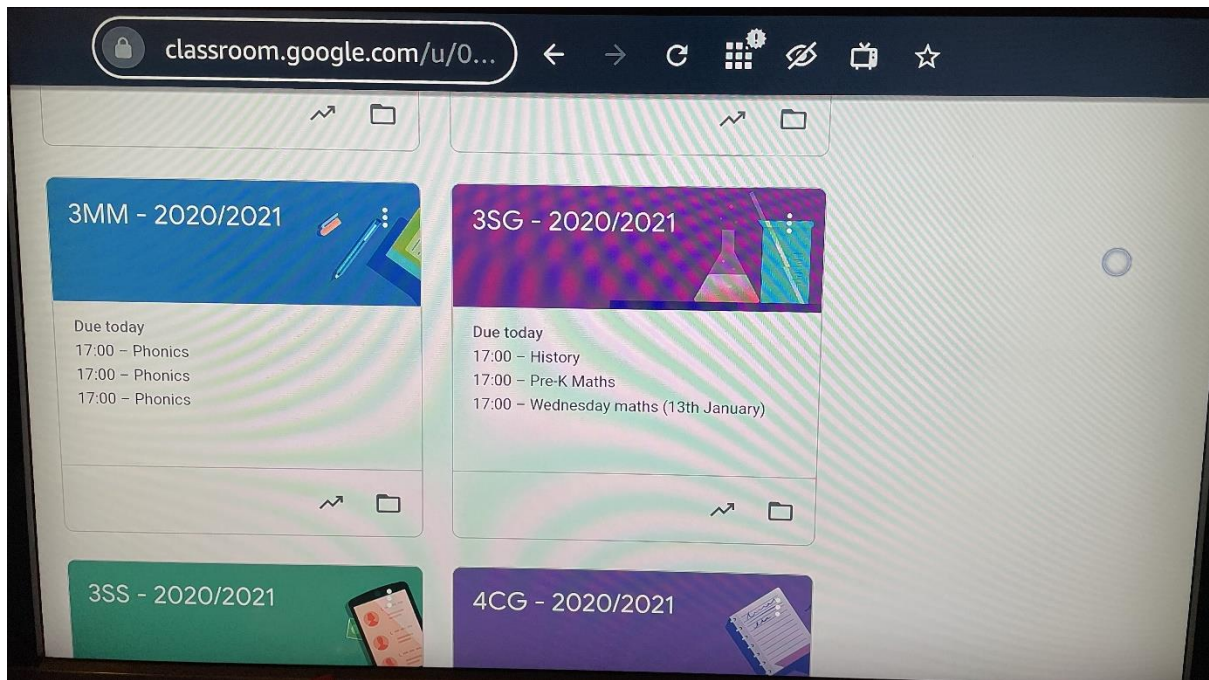 classroom.google.com/u/0...
3MM - 2020/2021
Due today
17:00 – Phonics
17:00 – Phonics
17:00 – Phonics
3SG - 2020/2021
Due today
17:00 – History
17:00 – Pre-K Maths
17:00 – Wednesday maths (13th January)
3SS - 2020/2021
4CG - 2020/2021